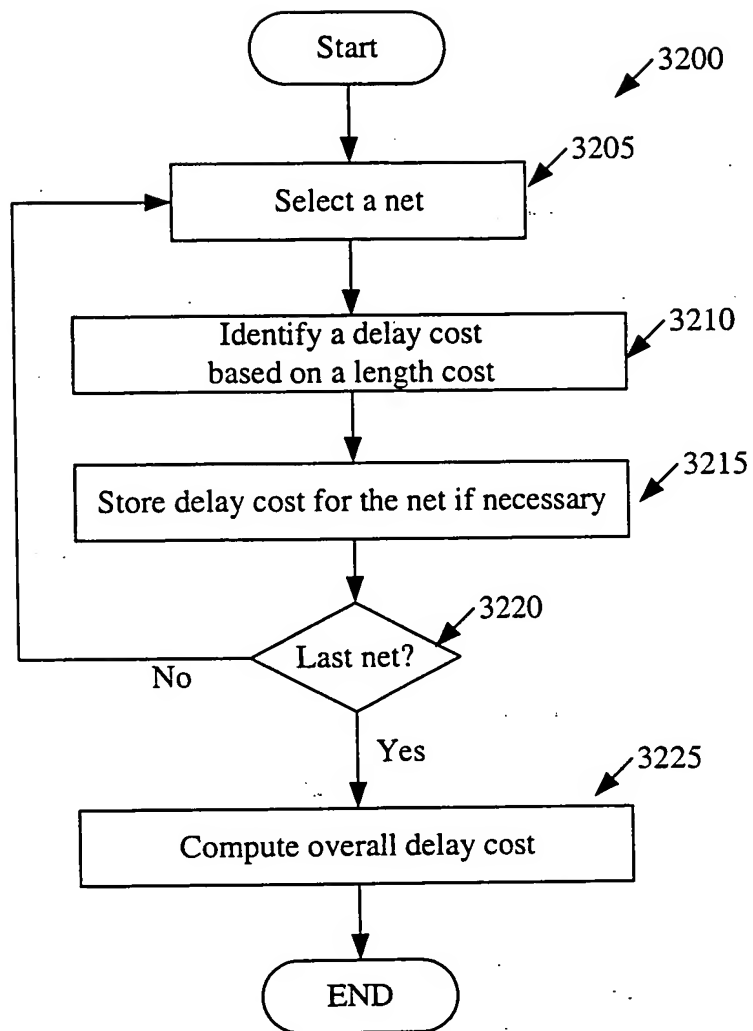 Start
3200
3205
Select a net
3210
Identify a delay cost
based on a length cost
3215
Store delay cost for the net if necessary
3220
Last net?
No
Yes
3225
Compute overall delay cost
END